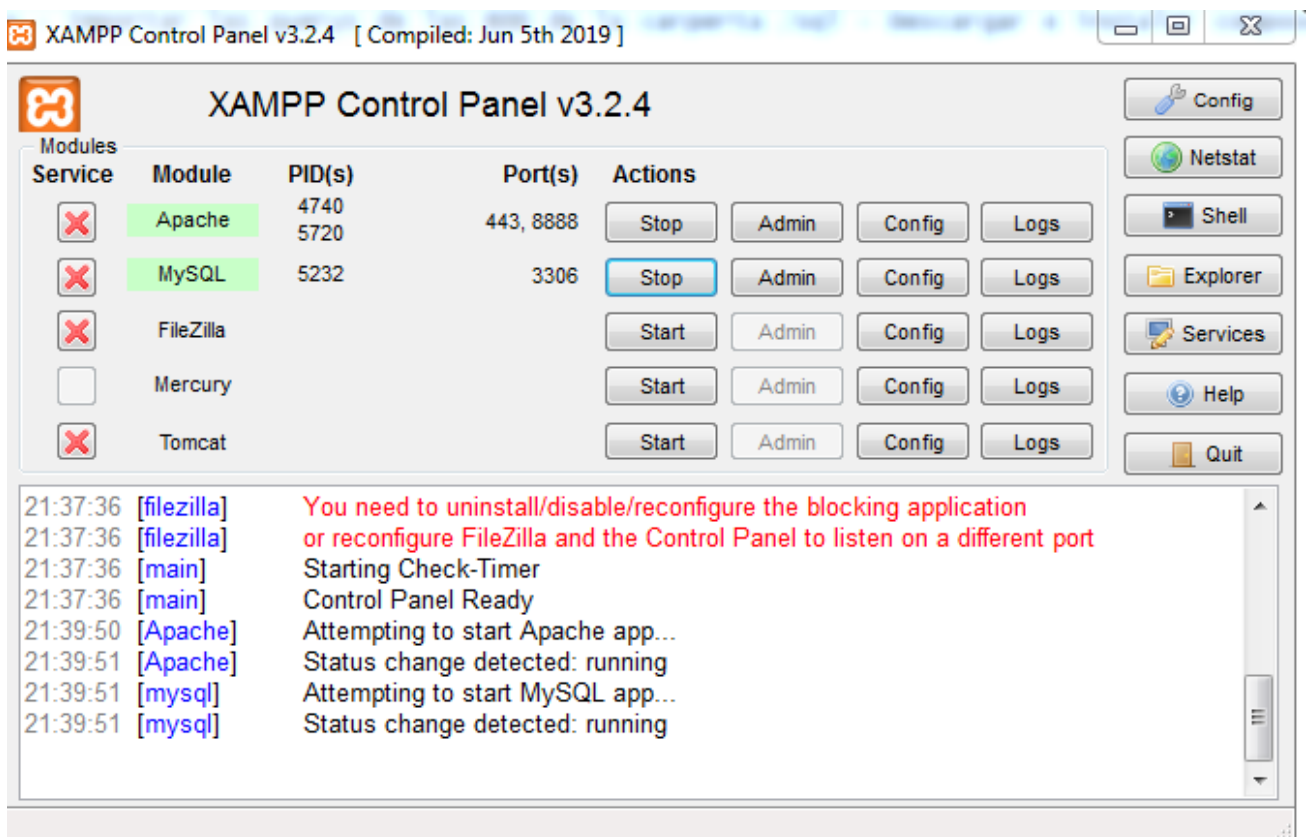 XAMPP Control Panel v3.2.4 [ Compiled: Jun 5th 2019 ]
XAMPP Control Panel v3.2.4
Config
Modules
Service Module PID(s) Port(s) Actions
Netstat
Apache 4740 5720 443, 8888 Stop Admin Config Logs
Shell
MySQL 5232 3306 Stop Admin Config Logs
Explorer
FileZilla Start Admin Config Logs
Services
Mercury Start Admin Config Logs
Help
Tomcat Start Admin Config Logs
Quit
21:37:36 [filezilla] You need to uninstall/disable/reconfigure the blocking application
21:37:36 [filezilla] or reconfigure FileZilla and the Control Panel to listen on a different port
21:37:36 [main] Starting Check-Timer
21:37:36 [main] Control Panel Ready
21:39:50 [Apache] Attempting to start Apache app...
21:39:51 [Apache] Status change detected: running
21:39:51 [mysql] Attempting to start MySQL app...
21:39:51 [mysql] Status change detected: running